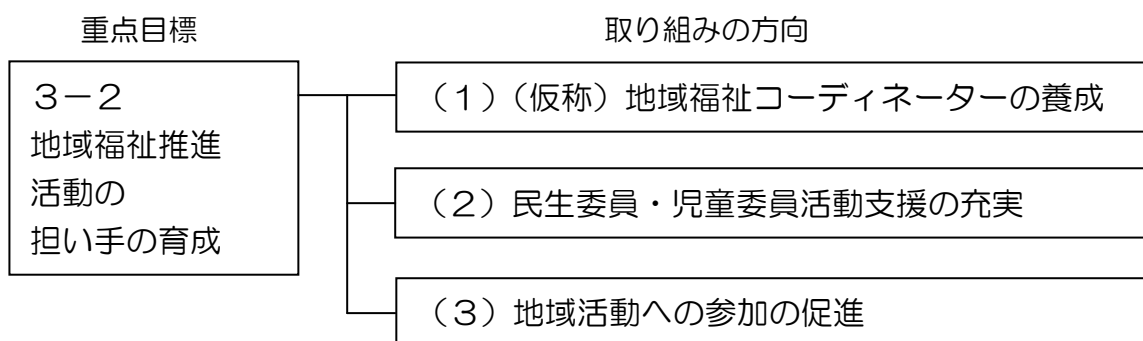 重点目標
取り組みの方向
３－２
地域福祉推進
活動の
担い手の育成
（１）（仮称）地域福祉コーディネーターの養成
（２）民生委員・児童委員活動支援の充実
（３）地域活動への参加の促進